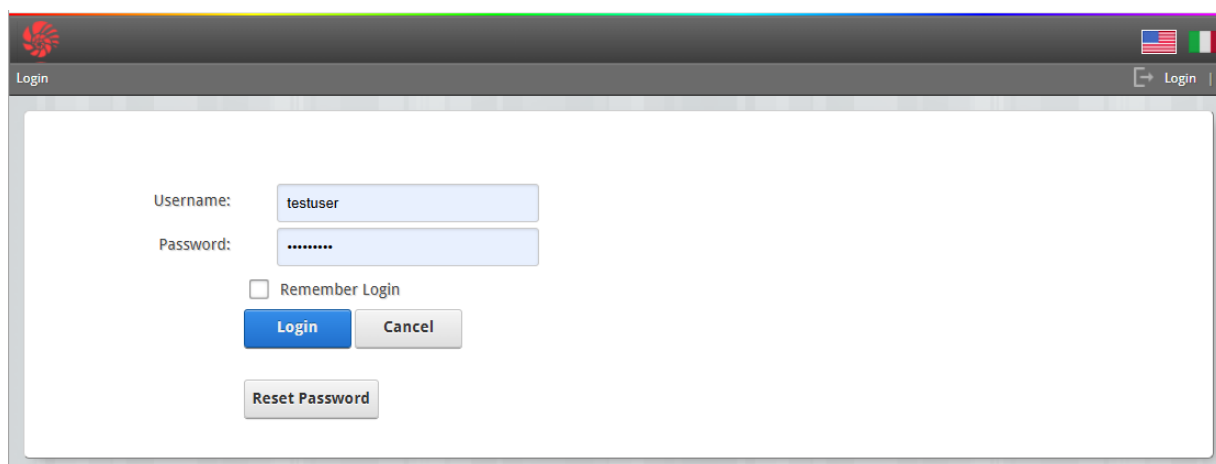 Login
Login |
Username: testuser
Password: •••••••••
Remember Login
Login Cancel
Reset Password